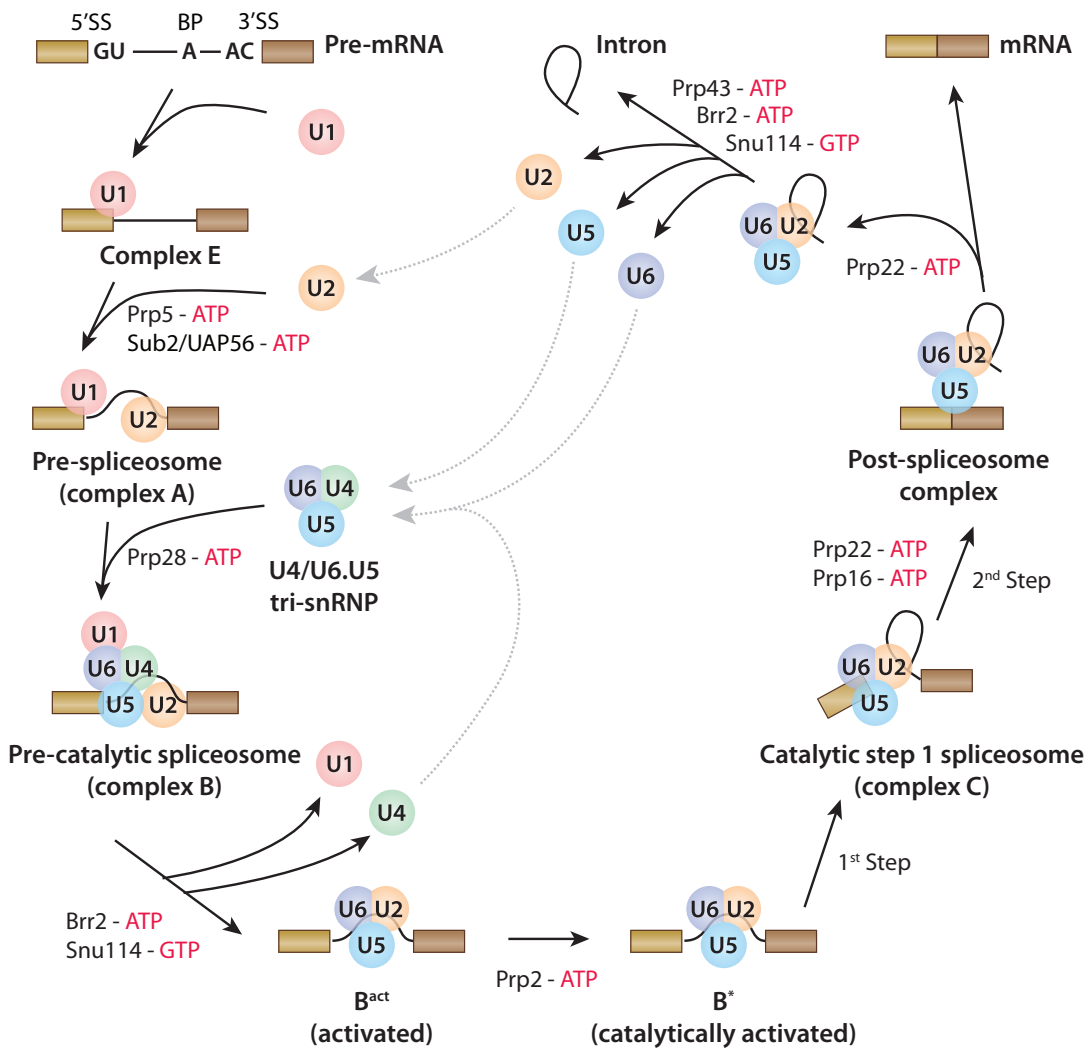 5'SS BP 3'SS
GU A AC
Pre-mRNA
U1
U1
Complex E
U2
Prp5 - ATP
Sub2/UAP56 - ATP
U1
U2
Pre-spliceosome
(complex A)
U6 U4
U5
U4/U6.U5
tri-snRNP
Prp28 - ATP
U1
U6 U4
U5 U2
Pre-catalytic spliceosome
(complex B)
U1
U4
Brr2 - ATP
Snu114 - GTP
U6 U2
U5
Bact
(activated)
Prp2 - ATP
U6 U2
U5
B*
(catalytically activated)
1st Step
U6 U2
U5
Catalytic step 1 spliceosome
(complex C)
Prp22 - ATP
Prp16 - ATP
2nd Step
U6 U2
U5
Post-spliceosome
complex
Prp22 - ATP
mRNA
U6 U2
U5
Prp43 - ATP
Brr2 - ATP
Snu114 - GTP
Intron
U2
U5
U6